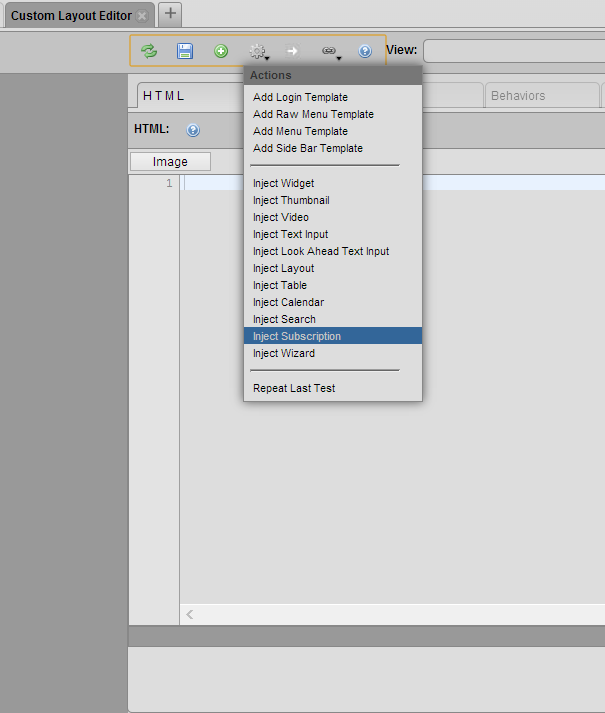 Custom Layout Editor
View:
Actions
HTML
Behaviors
HTML:
Image
1
Add Login Template
Add Raw Menu Template
Add Menu Template
Add Side Bar Template
Inject Widget
Inject Thumbnail
Inject Video
Inject Text Input
Inject Look Ahead Text Input
Inject Layout
Inject Table
Inject Calendar
Inject Search
Inject Subscription
Inject Wizard
Repeat Last Test